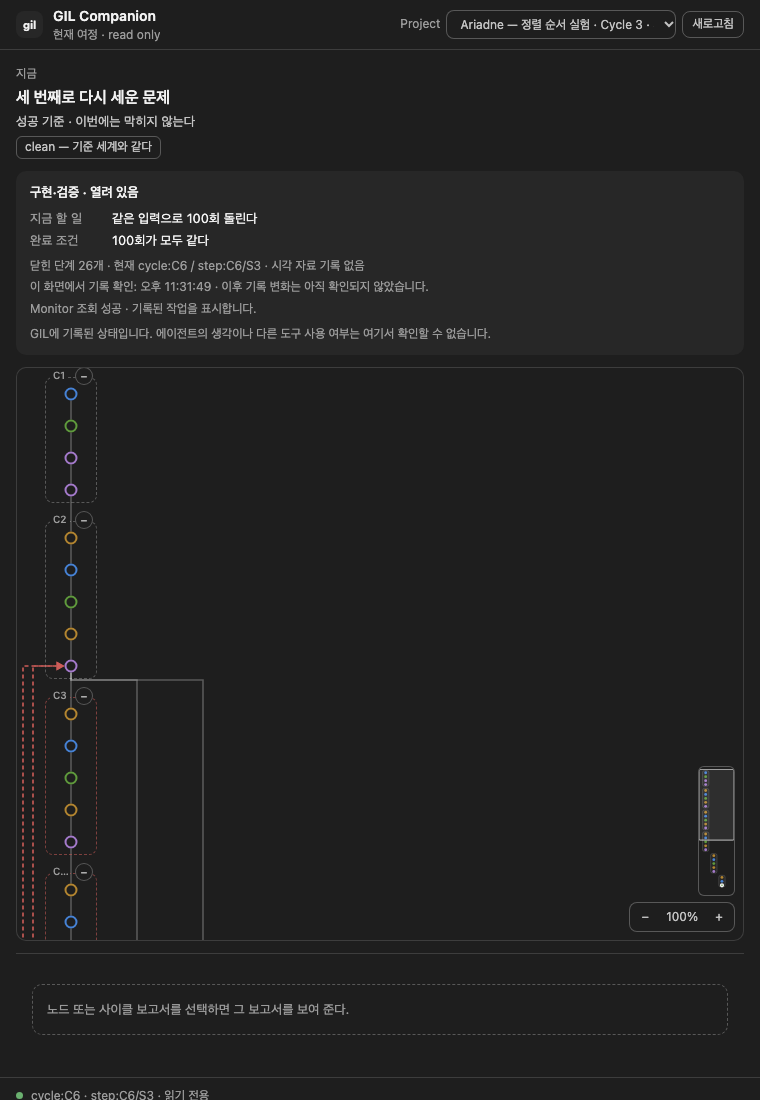 gil
GIL Companion
현재 여정 · read only
Project
Ariadne — 정렬 순서 실험 · Cycle 3 ·
새로고침
지금
세 번째로 다시 세운 문제
성공 기준 · 이번에는 막히지 않는다
clean — 기준 세계와 같다
구현·검증 · 열려 있음
지금 할 일 같은 입력으로 100회 돌린다
완료 조건 100회가 모두 같다
닫힌 단계 26개 · 현재 cycle:C6 / step:C6/S3 · 시각 자료 기록 없음
이 화면에서 기록 확인: 오후 11:31:49 · 이후 기록 변화는 아직 확인되지 않았습니다.
Monitor 조회 성공 · 기록된 작업을 표시합니다.
GIL에 기록된 상태입니다. 에이전트의 생각이나 다른 도구 사용 여부는 여기서 확인할 수 없습니다.
C1 −
C2 −
C3 −
C... −
− 100% +
노드 또는 사이클 보고서를 선택하면 그 보고서를 보여 준다.
cycle:C6 · step:C6/S3 · 읽기 전용